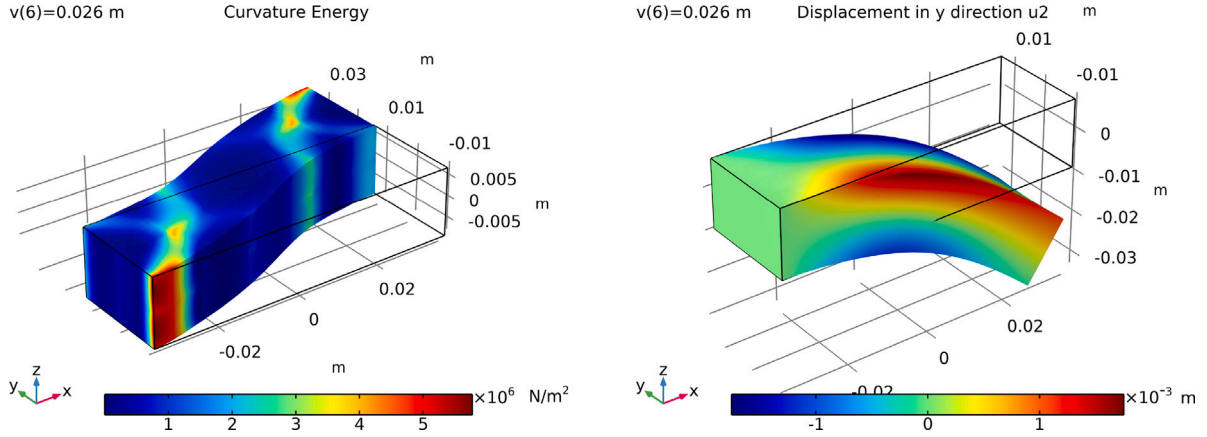 v(6)=0.026 m Curvature Energy
m
0.03
0.01
-0.01
0.005
0
-0.005
m
0.02
0
-0.02
m
z
y
x
×10⁶ N/m²
1 2 3 4 5
v(6)=0.026 m Displacement in y direction u2
m
0.01
-0.01
0
-0.01
m
-0.02
-0.03
0.02
0
-0.02
z
y
x
×10⁻³ m
-1 0 1